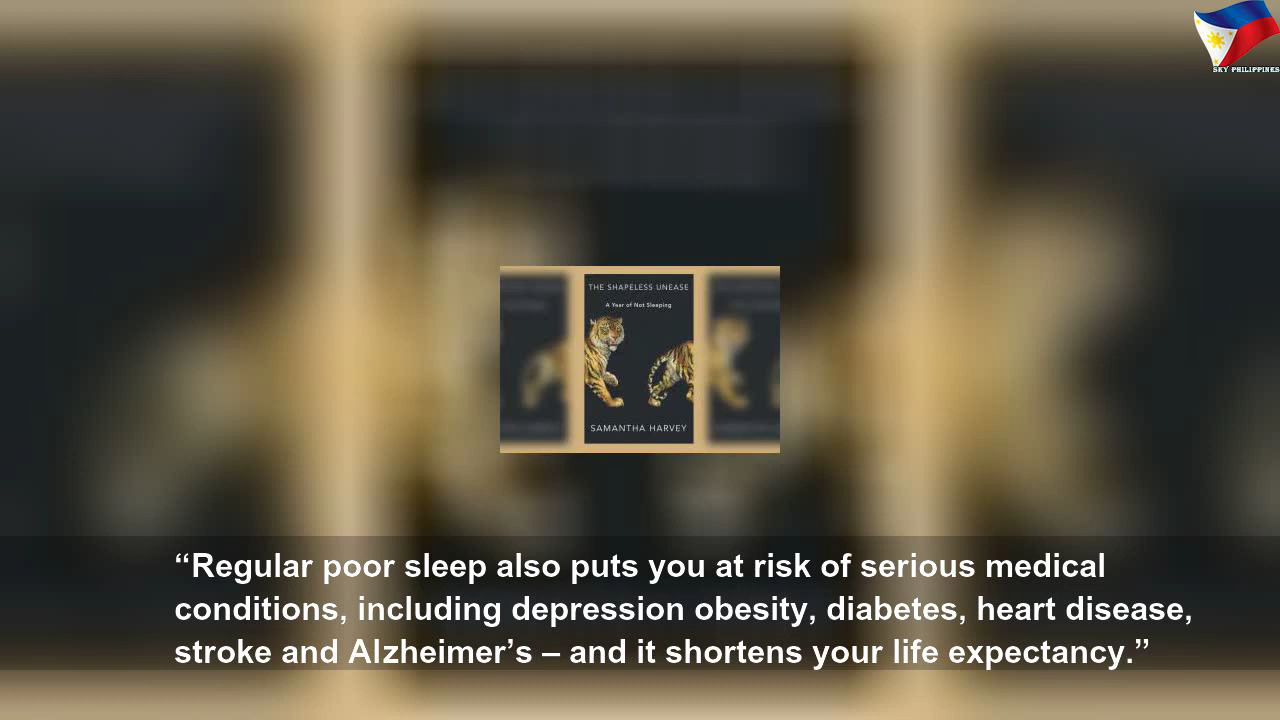 SKY PHILIPPINES
THE SHAPELESS UNEASE
A Year of Not Sleeping
SAMANTHA HARVEY
“Regular poor sleep also puts you at risk of serious medical
conditions, including depression obesity, diabetes, heart disease,
stroke and Alzheimer’s – and it shortens your life expectancy.”